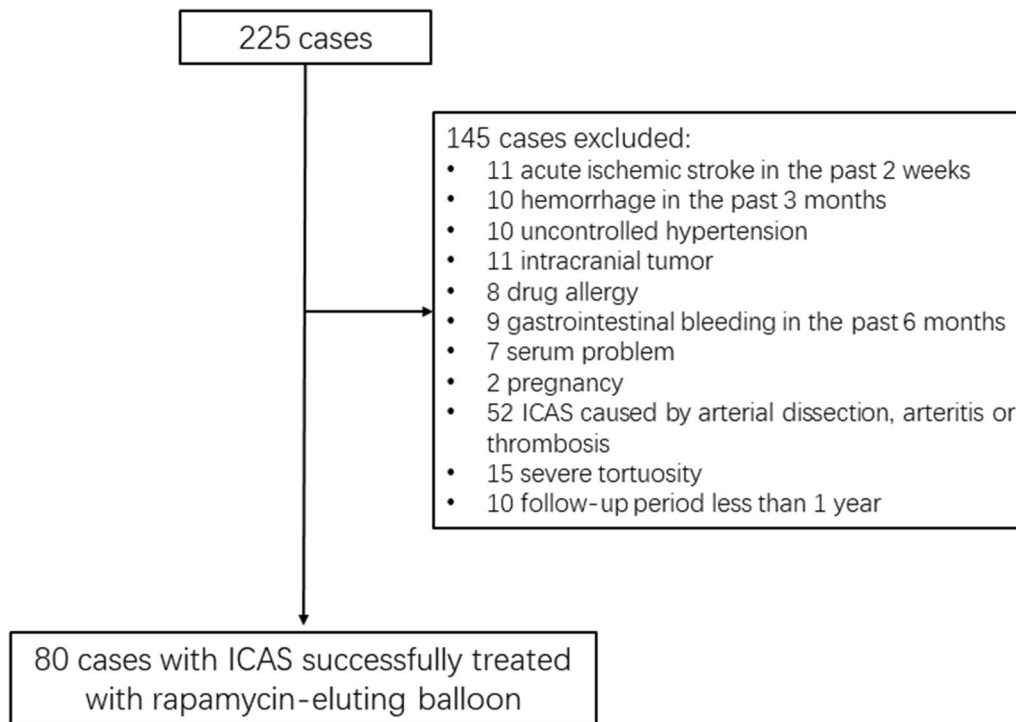 225 cases
145 cases excluded:
• 11 acute ischemic stroke in the past 2 weeks
• 10 hemorrhage in the past 3 months
• 10 uncontrolled hypertension
• 11 intracranial tumor
• 8 drug allergy
• 9 gastrointestinal bleeding in the past 6 months
• 7 serum problem
• 2 pregnancy
• 52 ICAS caused by arterial dissection, arteritis or
thrombosis
• 15 severe tortuosity
• 10 follow-up period less than 1 year
80 cases with ICAS successfully treated
with rapamycin-eluting balloon